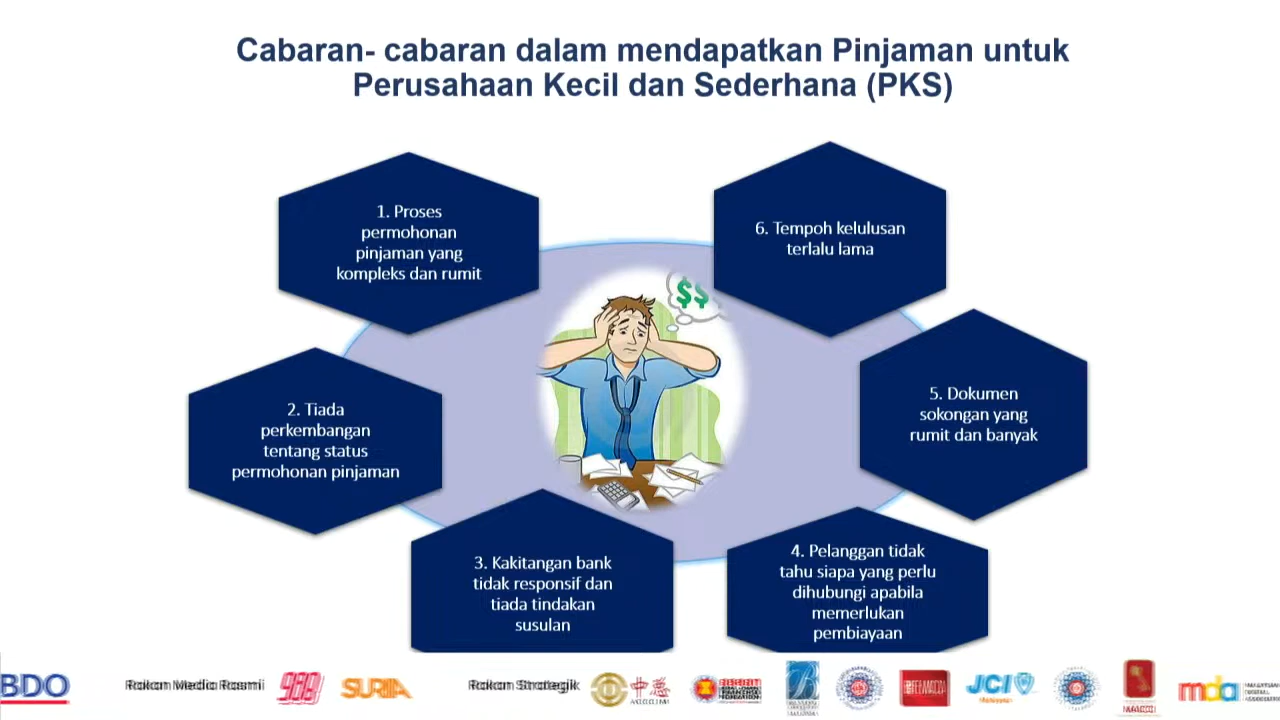 Cabaran- cabaran dalam mendapatkan Pinjaman untuk
Perusahaan Kecil dan Sederhana (PKS)
1. Proses
permohonan
pinjaman yang
kompleks dan rumit
2. Tiada
perkembangan
tentang status
permohonan pinjaman
3. Kakitangan bank
tidak responsif dan
tiada tindakan
susulan
4. Pelanggan tidak
tahu siapa yang perlu
dihubungi apabila
memerlukan
pembiayaan
5. Dokumen
sokongan yang
rumit dan banyak
6. Tempoh kelulusan
terlalu lama
$$
BDO
Rakan Media Rasmi
988
SURIA
Rakan Strategik
JCI
Malaysia
mda